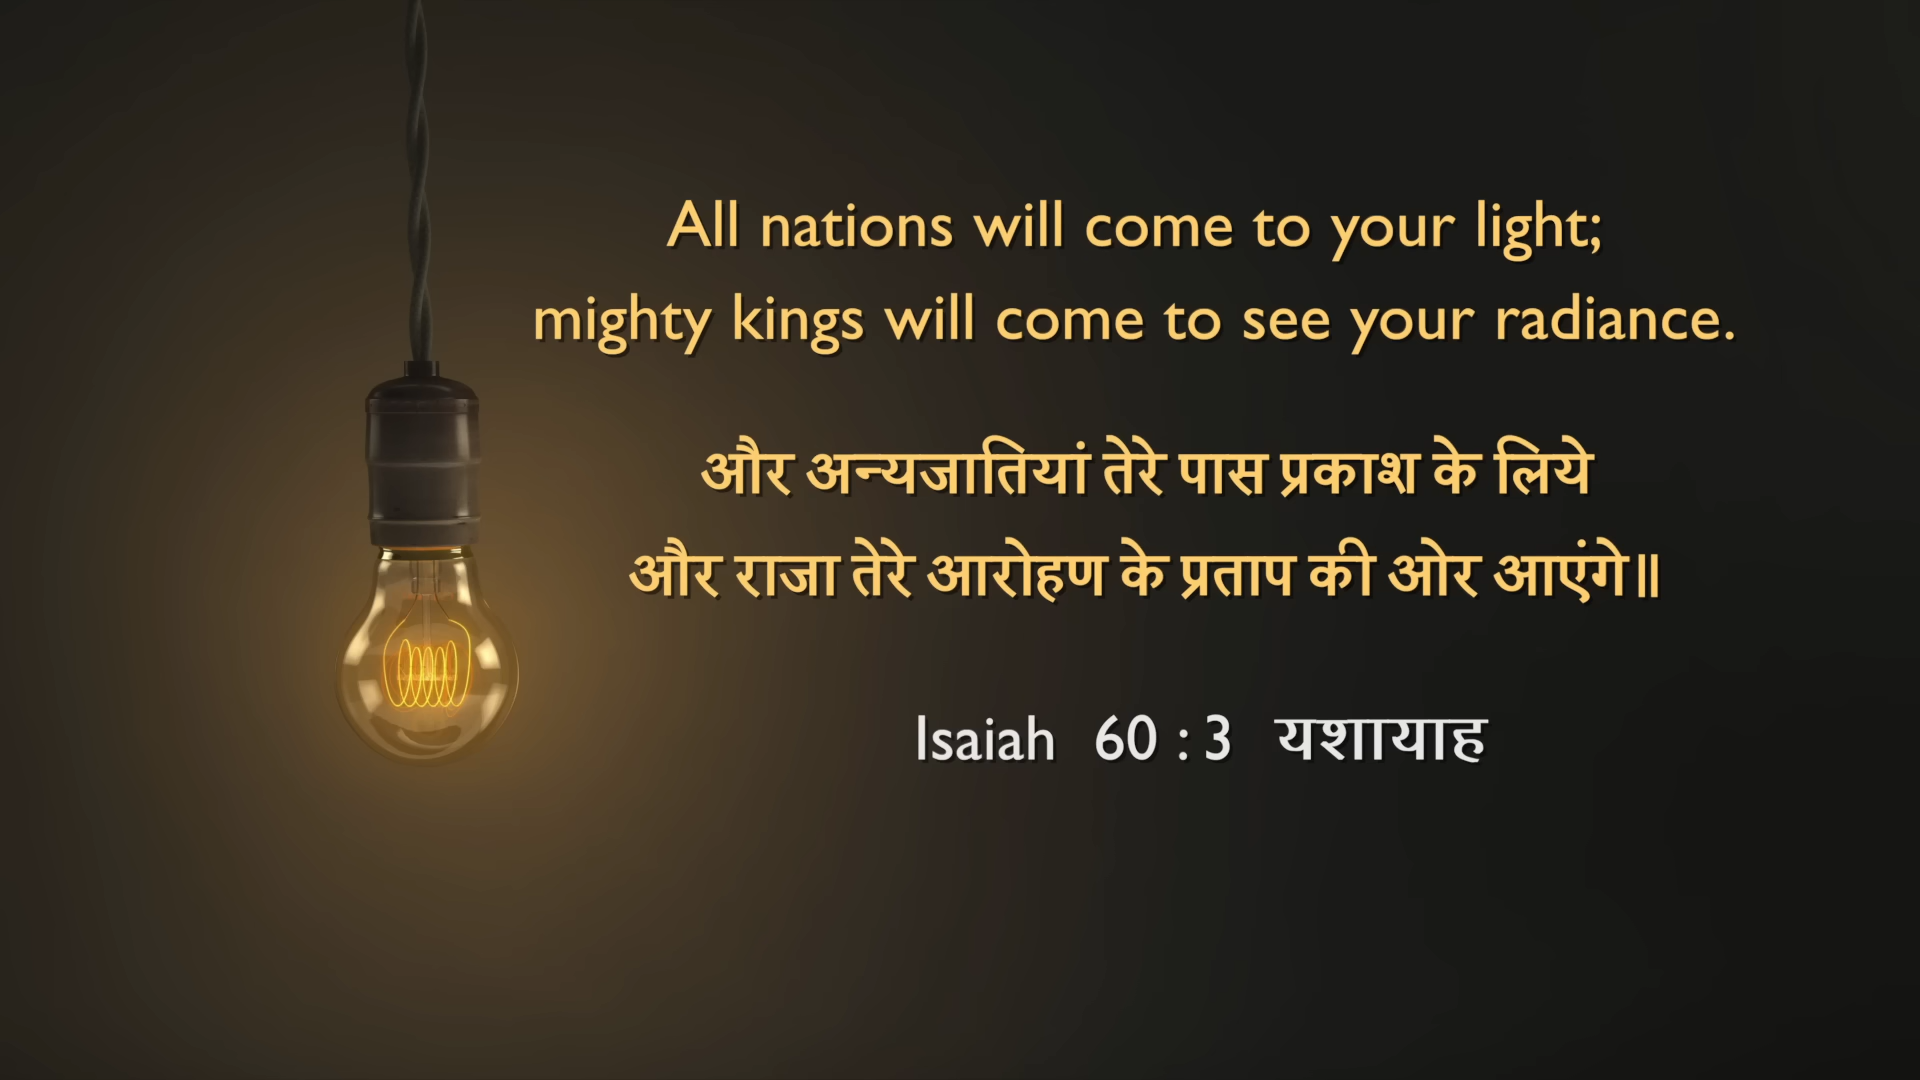 All nations will come to your light;
mighty kings will come to see your radiance.
और अन्यजातियां तेरे पास प्रकाश के लिये
और राजा तेरे आरोहण के प्रताप की ओर आएंगे॥
Isaiah 60 : 3 यशायाह